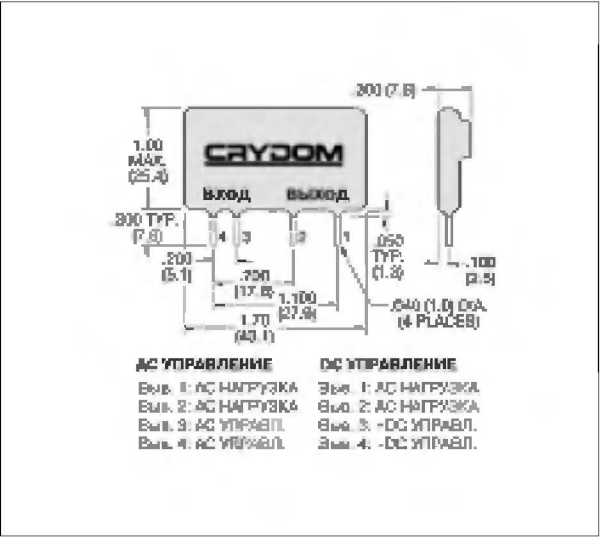 .300 (7.6)
1.00
MAX.
(25.4)
CRYDOM
Вход ВЫХОД
.300 TYP.
(7.6)
4 3 2 1
.050
TYP.
(1.3)
.200
(5.1)
.700
(17.8)
1.100
(27.9)
.100
(2.5)
.040 (1.0) DIA.
(4 PLACES)
1.70
(43.1)
АС УПРАВЛЕНИЕ
Выв. 1: АС НАГРУЗКА
Выв. 2: АС НАГРУЗКА
Выв. 3: АС УПРАВЛ.
Выв. 4: АС УПРАВЛ.
DC УПРАВЛЕНИЕ
Выв. 1: АС НАГРУЗКА
Выв. 2: АС НАГРУЗКА
Выв. 3: DC УПРАВЛ.
Выв. 4: -DC УПРАВЛ.